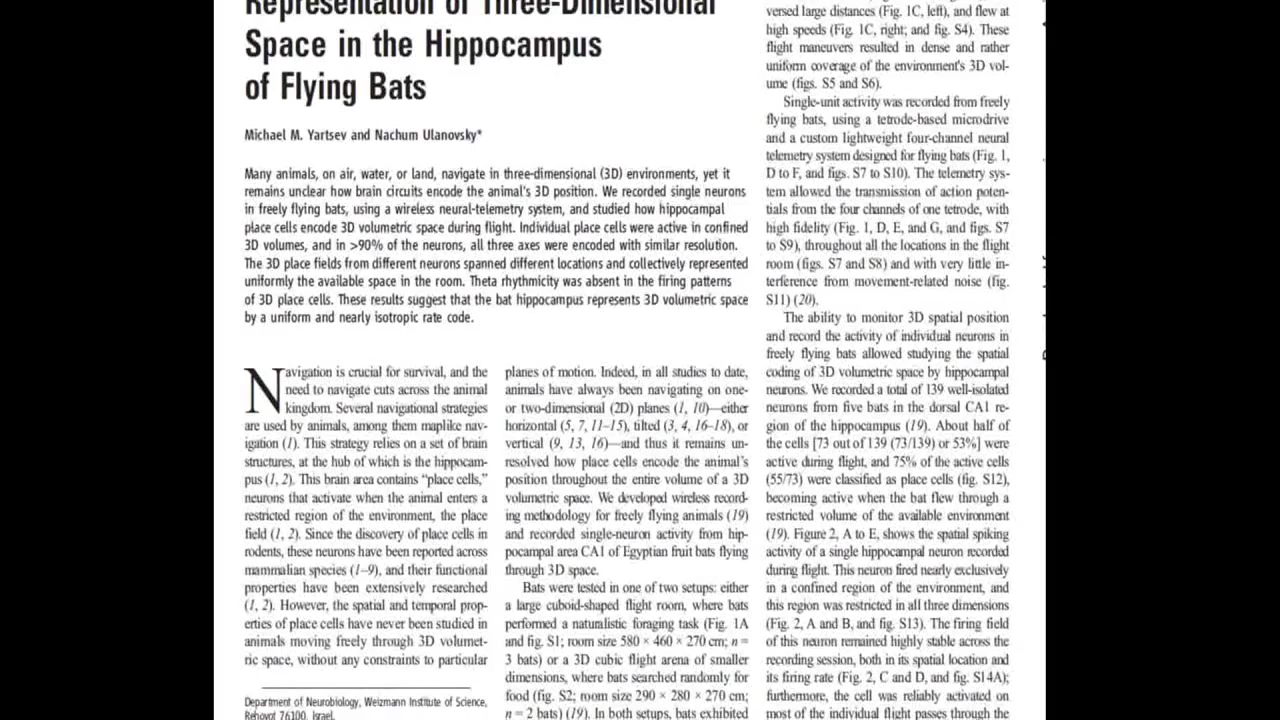 Representation of Three-Dimensional
Space in the Hippocampus
of Flying Bats
Michael M. Yartsev and Nachum Ulanovsky*
Many animals, on air, water, or land, navigate in three-dimensional (3D) environments, yet it
remains unclear how brain circuits encode the animal's 3D position. We recorded single neurons
in freely flying bats, using a wireless neural-telemetry system, and studied how hippocampal
place cells encode 3D volumetric space during flight. Individual place cells were active in confined
3D volumes, and in >90% of the neurons, all three axes were encoded with similar resolution.
The 3D place fields from different neurons spanned different locations and collectively represented
uniformly the available space in the room. Theta rhythmicity was absent in the firing patterns
of 3D place cells. These results suggest that the bat hippocampus represents 3D volumetric space
by a uniform and nearly isotropic rate code.
Navigation is crucial for survival, and the
need to navigate cuts across the animal
kingdom. Several navigational strategies
are used by animals, among them maplike nav-
igation (1). This strategy relies on a set of brain
structures, at the hub of which is the hippocam-
pus (1, 2). This brain area contains “place cells,”
neurons that activate when the animal enters a
restricted region of the environment, the place
field (1, 2). Since the discovery of place cells in
rodents, these neurons have been reported across
mammalian species (1–9), and their functional
properties have been extensively researched
(1, 2). However, the spatial and temporal prop-
erties of place cells have never been studied in
animals moving freely through 3D volumet-
ric space, without any constraints to particular
Department of Neurobiology, Weizmann Institute of Science,
Rehovot 76100, Israel.
planes of motion. Indeed, in all studies to date,
animals have always been navigating on one-
or two-dimensional (2D) planes (1, 10)—either
horizontal (5, 7, 11–15), tilted (3, 4, 16–18), or
vertical (9, 13, 16)—and thus it remains un-
resolved how place cells encode the animal's
position throughout the entire volume of a 3D
volumetric space. We developed wireless record-
ing methodology for freely flying animals (19)
and recorded single-neuron activity from hip-
pocampal area CA1 of Egyptian fruit bats flying
through 3D space.
Bats were tested in one of two setups: either
a large cuboid-shaped flight room, where bats
performed a naturalistic foraging task (Fig. 1A
and fig. S1; room size 580 × 460 × 270 cm; n =
3 bats) or a 3D cubic flight arena of smaller
dimensions, where bats searched randomly for
food (fig. S2; room size 290 × 280 × 270 cm;
n = 2 bats) (19). In both setups, bats exhibited
versed large distances (Fig. 1C, left), and flew at
high speeds (Fig. 1C, right; and fig. S4). These
flight maneuvers resulted in dense and rather
uniform coverage of the environment's 3D vol-
ume (figs. S5 and S6).
Single-unit activity was recorded from freely
flying bats, using a tetrode-based microdrive
and a custom lightweight four-channel neural
telemetry system designed for flying bats (Fig. 1,
D to F, and figs. S7 to S10). The telemetry sys-
tem allowed the transmission of action poten-
tials from the four channels of one tetrode, with
high fidelity (Fig. 1, D, E, and G, and figs. S7
to S9), throughout all the locations in the flight
room (figs. S7 and S8) and with very little in-
terference from movement-related noise (fig.
S11) (20).
The ability to monitor 3D spatial position
and record the activity of individual neurons in
freely flying bats allowed studying the spatial
coding of 3D volumetric space by hippocampal
neurons. We recorded a total of 139 well-isolated
neurons from five bats in the dorsal CA1 re-
gion of the hippocampus (19). About half of
the cells [73 out of 139 (73/139) or 53%] were
active during flight, and 75% of the active cells
(55/73) were classified as place cells (fig. S12),
becoming active when the bat flew through a
restricted volume of the available environment
(19). Figure 2, A to E, shows the spatial spiking
activity of a single hippocampal neuron recorded
during flight. This neuron fired nearly exclusively
in a confined region of the environment, and
this region was restricted in all three dimensions
(Fig. 2, A and B, and fig. S13). The firing field
of this neuron remained highly stable across the
recording session, both in its spatial location and
its firing rate (Fig. 2, C and D, and fig. S14A);
furthermore, the cell was reliably activated on
most of the individual flight passes through the